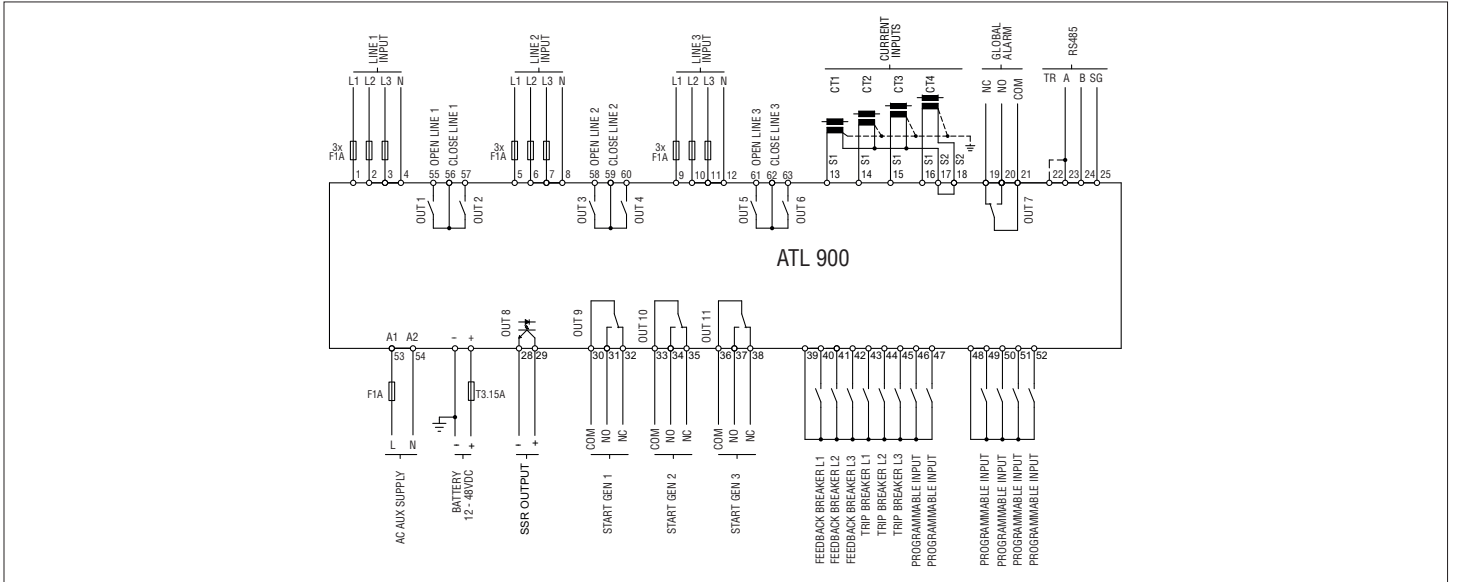 LINE 1
INPUT
L1 L2 L3 N
3x
F1A
1 2 3 4
OPEN LINE 1
CLOSE LINE 1
55 56 57
OUT 1
OUT 2
LINE 2
INPUT
L1 L2 L3 N
3x
F1A
5 6 7 8
OPEN LINE 2
CLOSE LINE 2
58 59 60
OUT 3
OUT 4
LINE 3
INPUT
L1 L2 L3 N
3x
F1A
9 10 11 12
OPEN LINE 3
CLOSE LINE 3
61 62 63
OUT 5
OUT 6
CURRENT
INPUTS
CT1 CT2 CT3 CT4
S1 S1 S1 S1 S2 S2
13 14 15 16 17 18
GLOBAL
ALARM
NC NO COM
19 20 21
OUT 7
RS485
TR A B SG
22 23 24 25
ATL 900
A1 A2
53 54
F1A
L N
AC AUX SUPPLY
- +
T3.15A
- +
BATTERY
12 - 48VDC
OUT 8
28 29
- +
SSR OUTPUT
OUT 9
30 31 32
COM NO NC
START GEN 1
OUT 10
33 34 35
COM NO NC
START GEN 2
OUT 11
36 37 38
COM NO NC
START GEN 3
39 40 41 42 43 44 45 46 47
FEEDBACK BREAKER L1
FEEDBACK BREAKER L2
FEEDBACK BREAKER L3
TRIP BREAKER L1
TRIP BREAKER L2
TRIP BREAKER L3
PROGRAMMABLE INPUT
PROGRAMMABLE INPUT
48 49 50 51 52
PROGRAMMABLE INPUT
PROGRAMMABLE INPUT
PROGRAMMABLE INPUT
PROGRAMMABLE INPUT